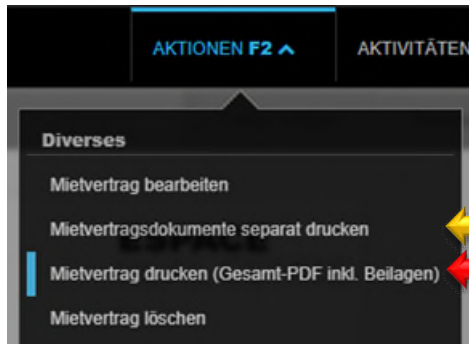 AKTIONEN F2
AKTIVITÄTEN
Diverses
Mietvertrag bearbeiten
Mietvertragsdokumente separat drucken
Mietvertrag drucken (Gesamt-PDF inkl. Beilagen)
Mietvertrag löschen